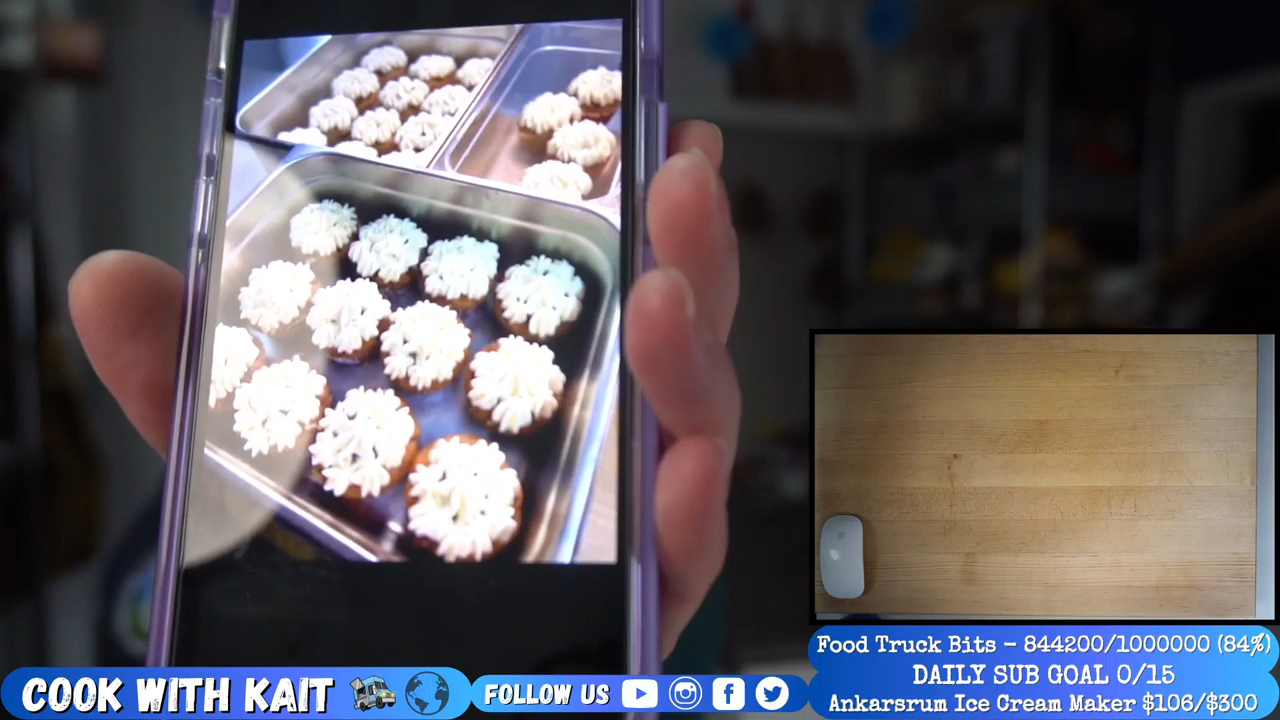 COOK WITH KAIT
FOLLOW US
Food Truck Bits - 844200/1000000 (84%)
DAILY SUB GOAL 0/15
Ankarsrum Ice Cream Maker $106/$300